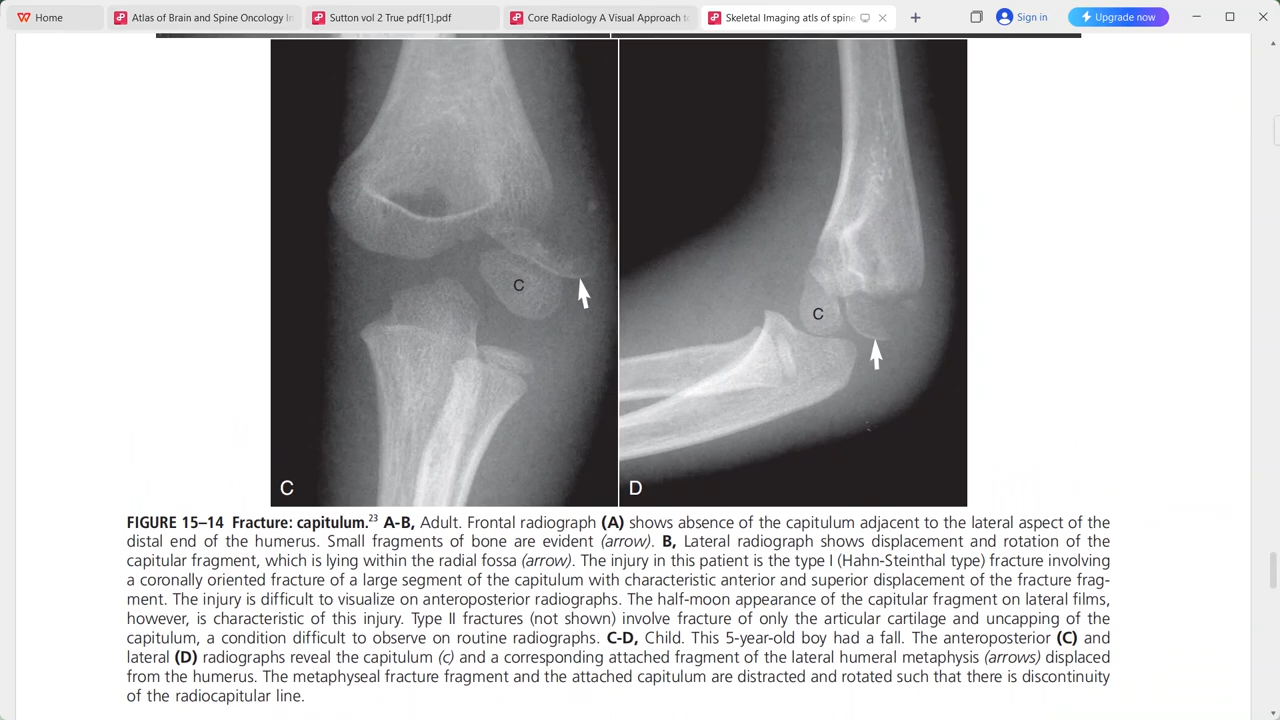 Home
Atlas of Brain and Spine Oncology In
Sutton vol 2 True pdf[1].pdf
Core Radiology A Visual Approach to
Skeletal Imaging atls of spine
Sign in
Upgrade now
C
C
C
D
FIGURE 15–14 Fracture: capitulum.23 A-B, Adult. Frontal radiograph (A) shows absence of the capitulum adjacent to the lateral aspect of the
distal end of the humerus. Small fragments of bone are evident (arrow). B, Lateral radiograph shows displacement and rotation of the
capitular fragment, which is lying within the radial fossa (arrow). The injury in this patient is the type I (Hahn-Steinthal type) fracture involving
a coronally oriented fracture of a large segment of the capitulum with characteristic anterior and superior displacement of the fracture frag-
ment. The injury is difficult to visualize on anteroposterior radiographs. The half-moon appearance of the capitular fragment on lateral films,
however, is characteristic of this injury. Type II fractures (not shown) involve fracture of only the articular cartilage and uncapping of the
capitulum, a condition difficult to observe on routine radiographs. C-D, Child. This 5-year-old boy had a fall. The anteroposterior (C) and
lateral (D) radiographs reveal the capitulum (c) and a corresponding attached fragment of the lateral humeral metaphysis (arrows) displaced
from the humerus. The metaphyseal fracture fragment and the attached capitulum are distracted and rotated such that there is discontinuity
of the radiocapitular line.